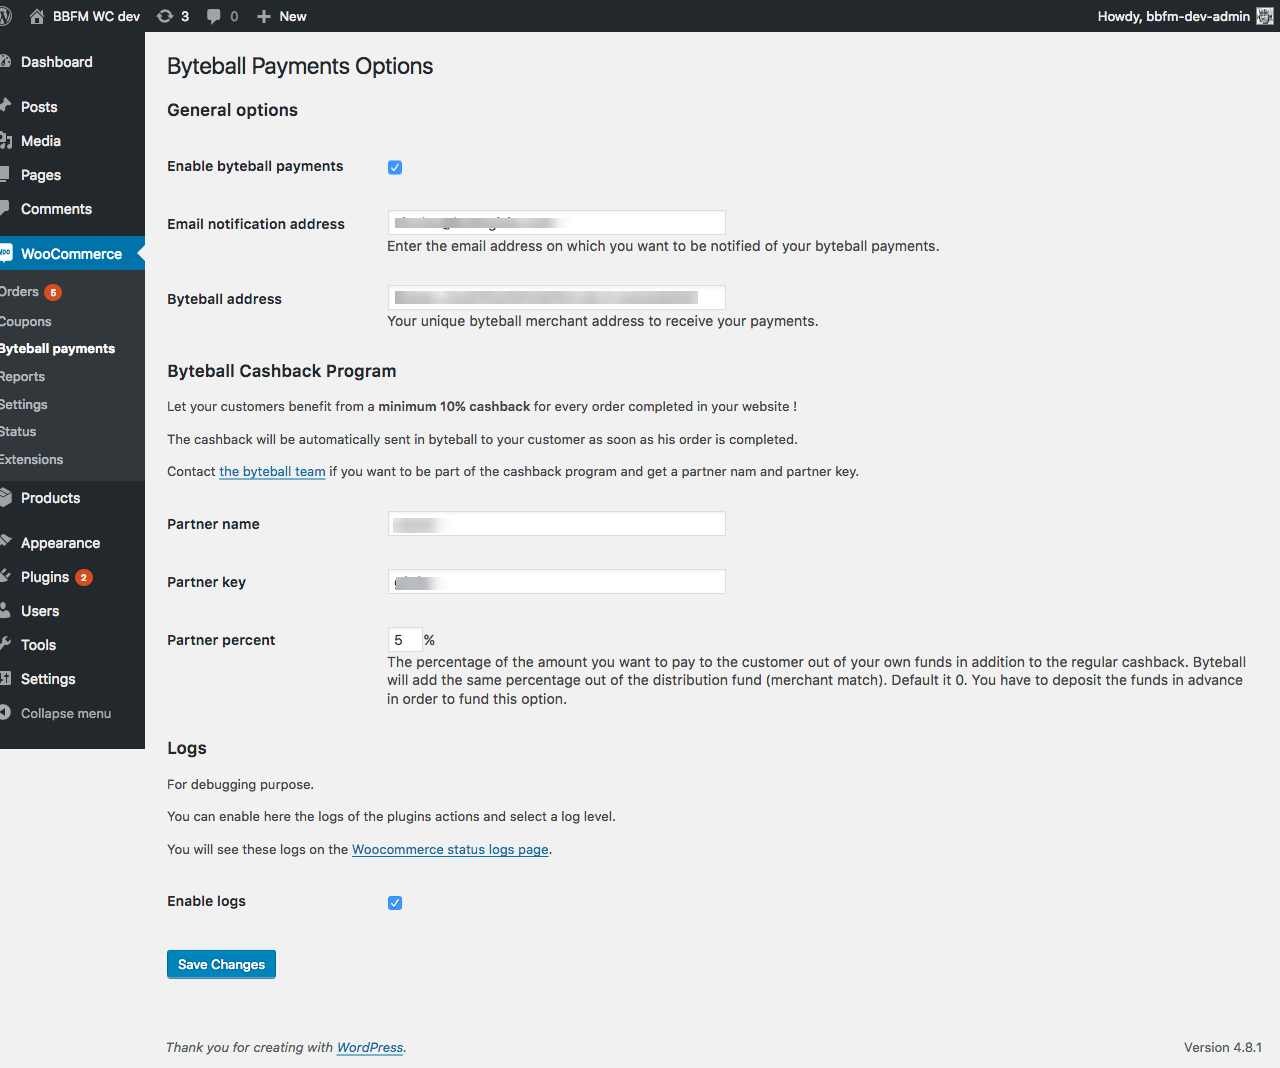 BBFM WC dev 3 0 New Howdy, bbfm-dev-admin
Dashboard
Posts
Media
Pages
Comments
WooCommerce
Orders 5
Coupons
Byteball payments
Reports
Settings
Status
Extensions
Products
Appearance
Plugins 2
Users
Tools
Settings
Collapse menu
Byteball Payments Options
General options
Enable byteball payments
Email notification address
Enter the email address on which you want to be notified of your byteball payments.
Byteball address
Your unique byteball merchant address to receive your payments.
Byteball Cashback Program
Let your customers benefit from a minimum 10% cashback for every order completed in your website !
The cashback will be automatically sent in byteball to your customer as soon as his order is completed.
Contact the byteball team if you want to be part of the cashback program and get a partner nam and partner key.
Partner name
Partner key
Partner percent 5 %
The percentage of the amount you want to pay to the customer out of your own funds in addition to the regular cashback. Byteball
will add the same percentage out of the distribution fund (merchant match). Default it 0. You have to deposit the funds in advance
in order to fund this option.
Logs
For debugging purpose.
You can enable here the logs of the plugins actions and select a log level.
You will see these logs on the Woocommerce status logs page.
Enable logs
Save Changes
Thank you for creating with WordPress. Version 4.8.1